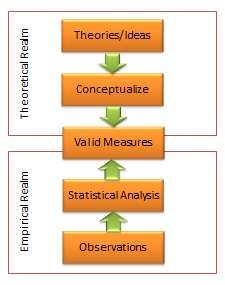 Theoretical Realm
Theories/Ideas
Conceptualize
Valid Measures
Empirical Realm
Statistical Analysis
Observations